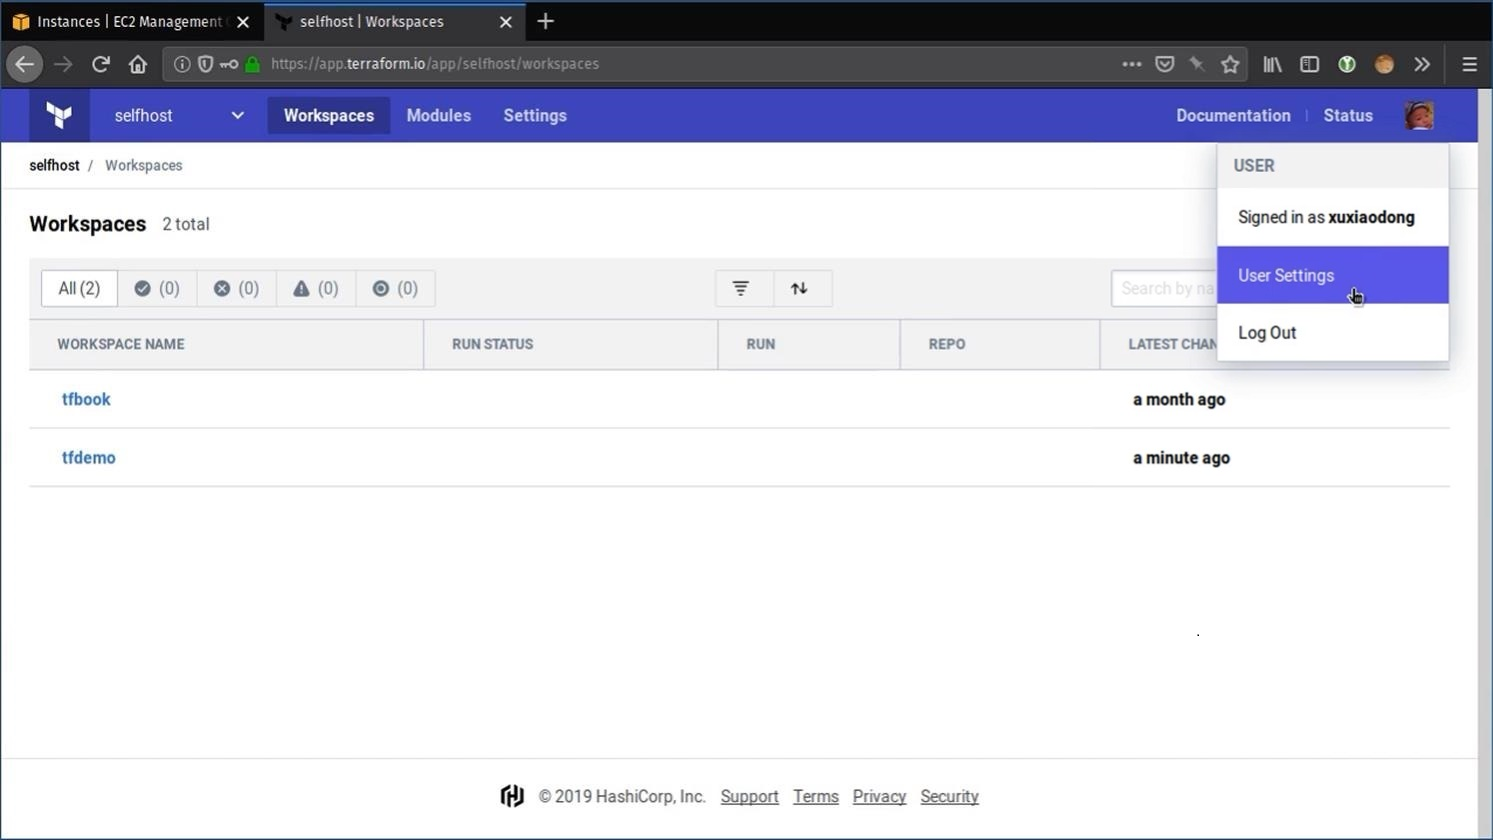 Instances | EC2 Management
selfhost | Workspaces
https://app.terraform.io/app/selfhost/workspaces
selfhost
Workspaces
Modules
Settings
Documentation
Status
selfhost / Workspaces
USER
Signed in as xuxiaodong
User Settings
Log Out
Workspaces 2 total
All (2)
(0)
(0)
(0)
(0)
Search by na
WORKSPACE NAME
RUN STATUS
RUN
REPO
LATEST CHAN
tfbook
a month ago
tfdemo
a minute ago
© 2019 HashiCorp, Inc. Support Terms Privacy Security